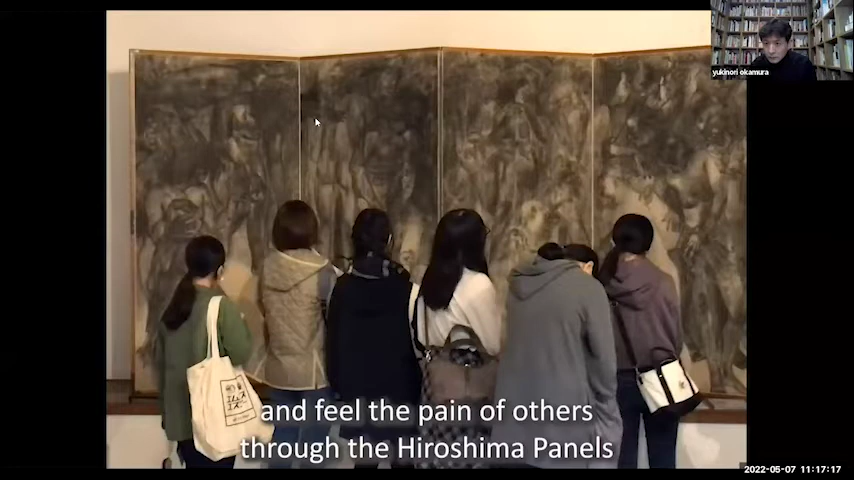 yukinori okamura
and feel the pain of others
through the Hiroshima Panels
2022-05-07 11:17:17